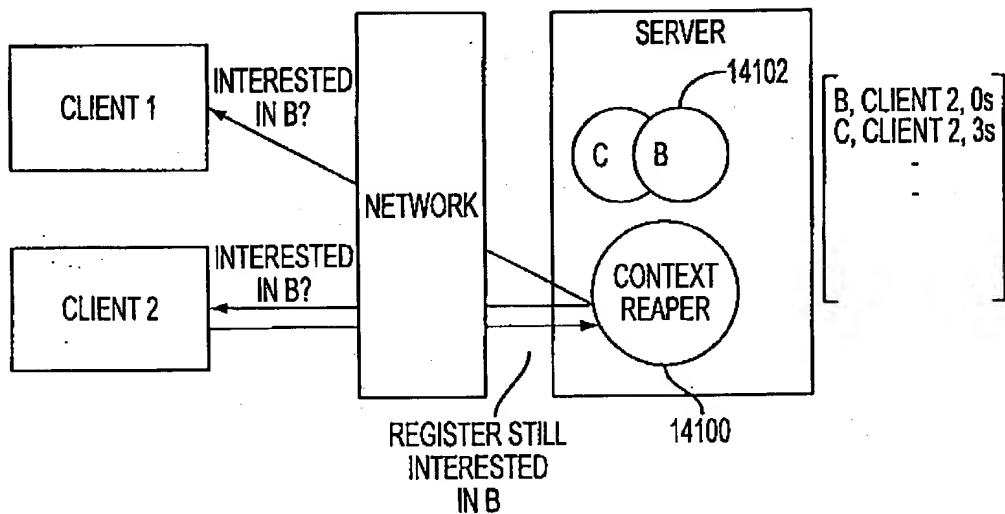 SERVER
14102
CLIENT 1
INTERESTED
IN B?
C
B
B, CLIENT 2, 0s
C, CLIENT 2, 3s
-
-
NETWORK
CLIENT 2
INTERESTED
IN B?
CONTEXT
REAPER
REGISTER STILL
INTERESTED
IN B
14100